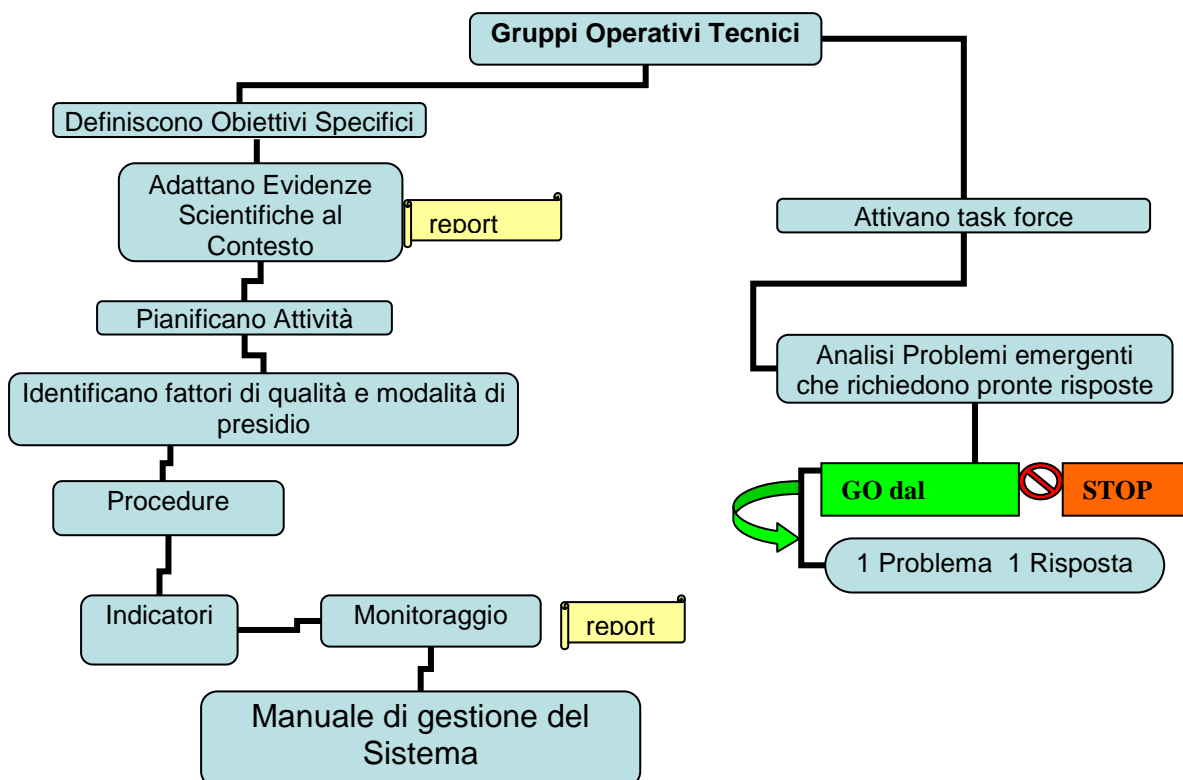 Gruppi Operativi Tecnici
Definiscono Obiettivi Specifici
Adattano Evidenze
Scientifiche al
Contesto
report
Attivano task force
Pianificano Attività
Analisi Problemi emergenti
che richiedono pronte risposte
Identificano fattori di qualità e modalità di
presidio
GO dal
STOP
Procedure
1 Problema 1 Risposta
Indicatori
Monitoraggio
report
Manuale di gestione del
Sistema